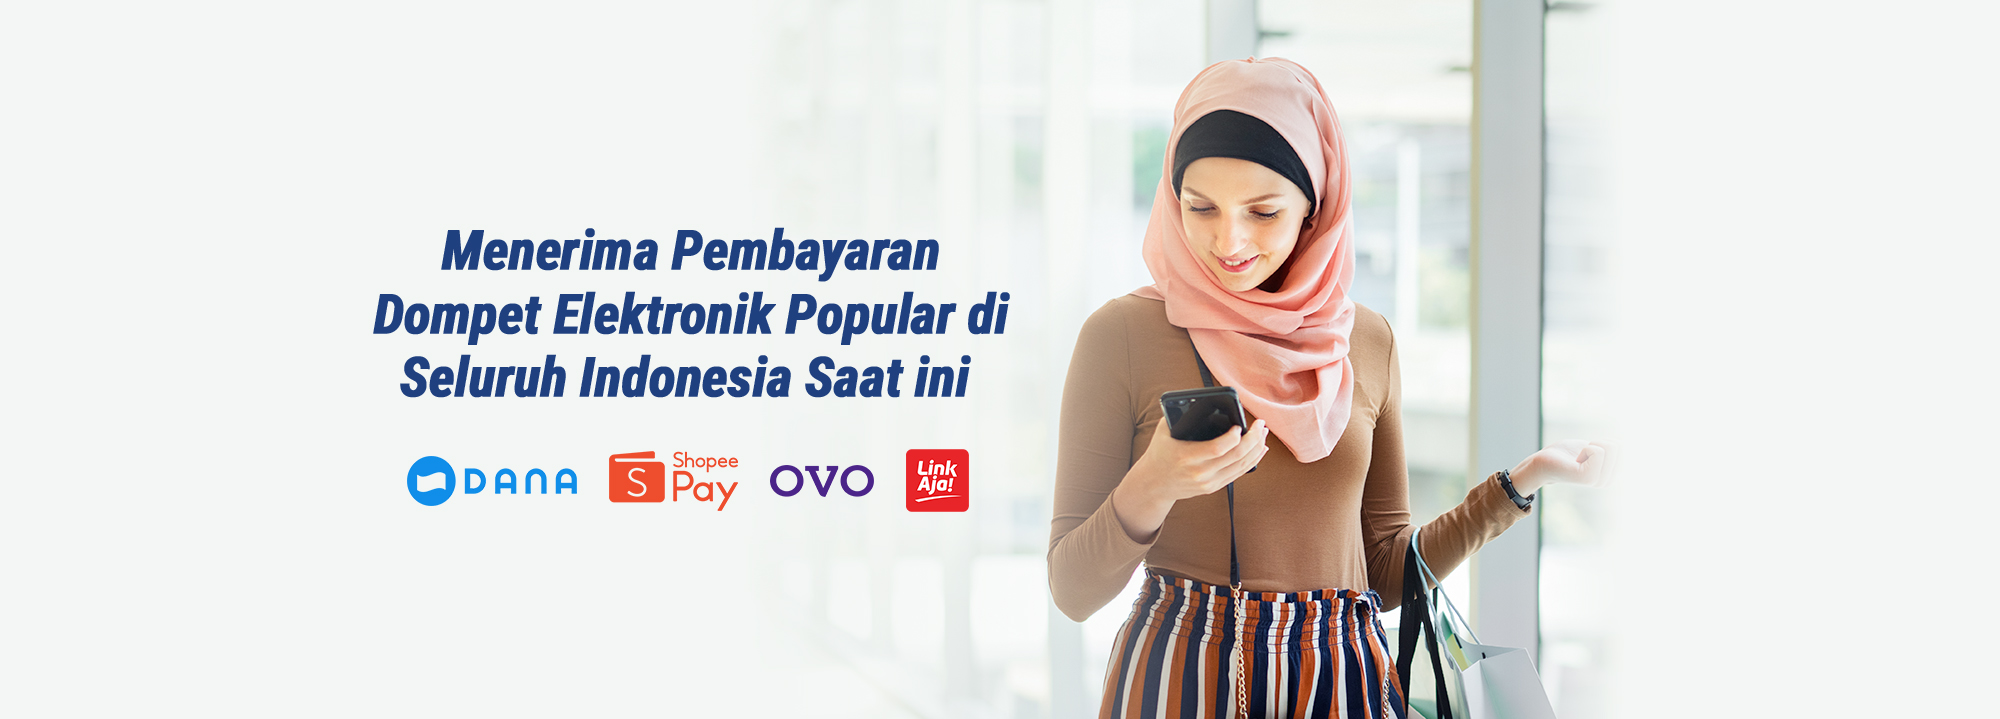 Menerima Pembayaran
Dompet Elektronik Popular di
Seluruh Indonesia Saat ini
DANA
S
Shopee
Pay
OVO
Link
Aja!